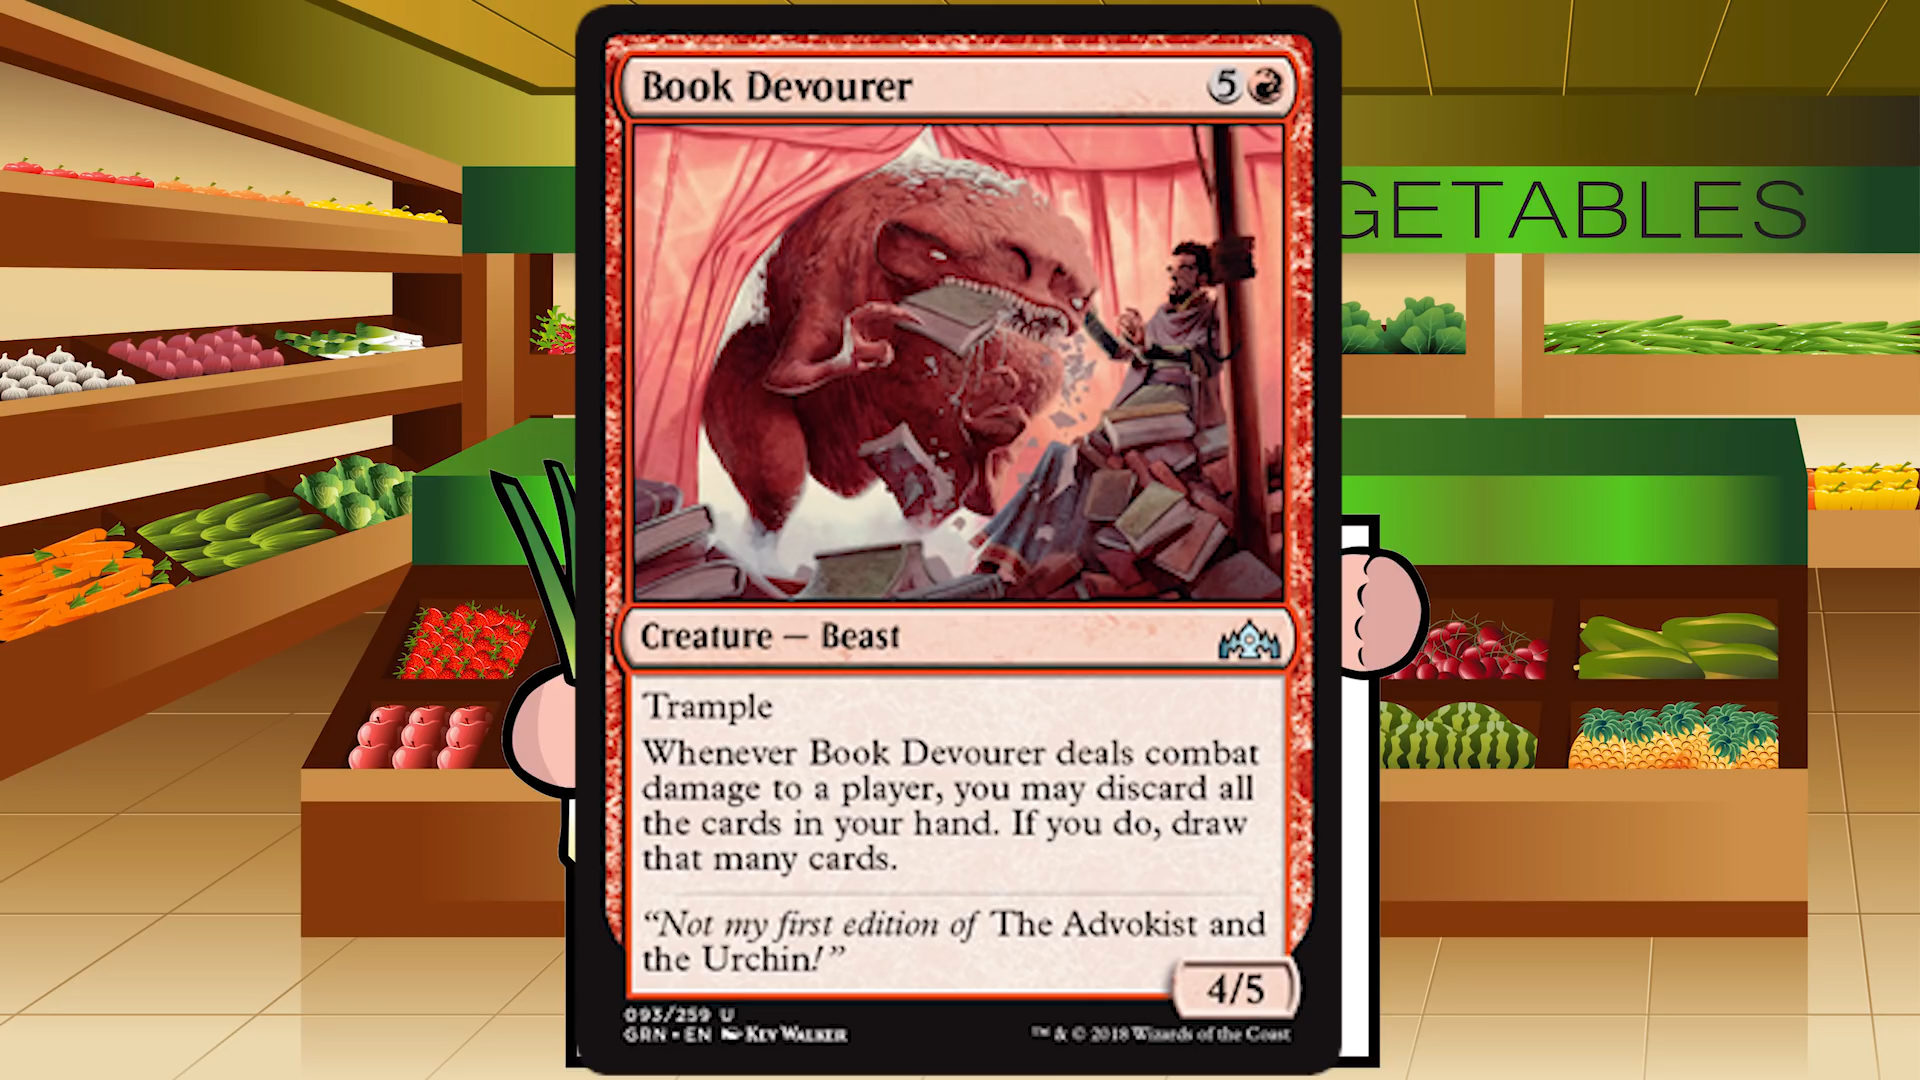 Book Devourer
5
GETABLES
Creature — Beast
Trample
Whenever Book Devourer deals combat
damage to a player, you may discard all
the cards in your hand. If you do, draw
that many cards.
“Not my first edition of The Advokist and
the Urchin!”
4/5
093/259 U
GRN • EN Kev Walker
™ & © 2018 Wizards of the Coast